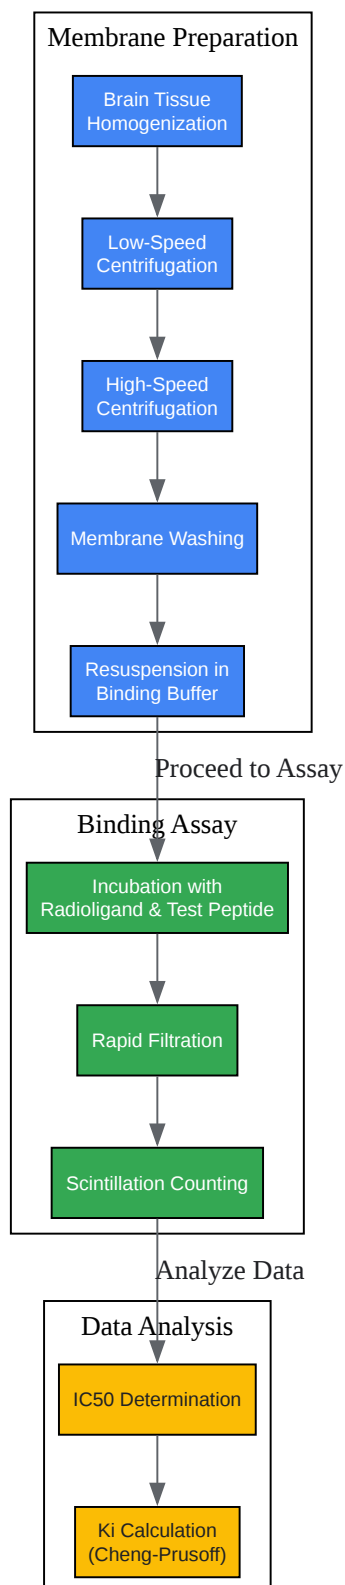 Membrane Preparation
Brain Tissue
Homogenization
Low-Speed
Centrifugation
High-Speed
Centrifugation
Membrane Washing
Resuspension in
Binding Buffer
Proceed to Assay
Binding Assay
Incubation with
Radioligand & Test Peptide
Rapid Filtration
Scintillation Counting
Analyze Data
Data Analysis
IC50 Determination
Ki Calculation
(Cheng-Prusoff)